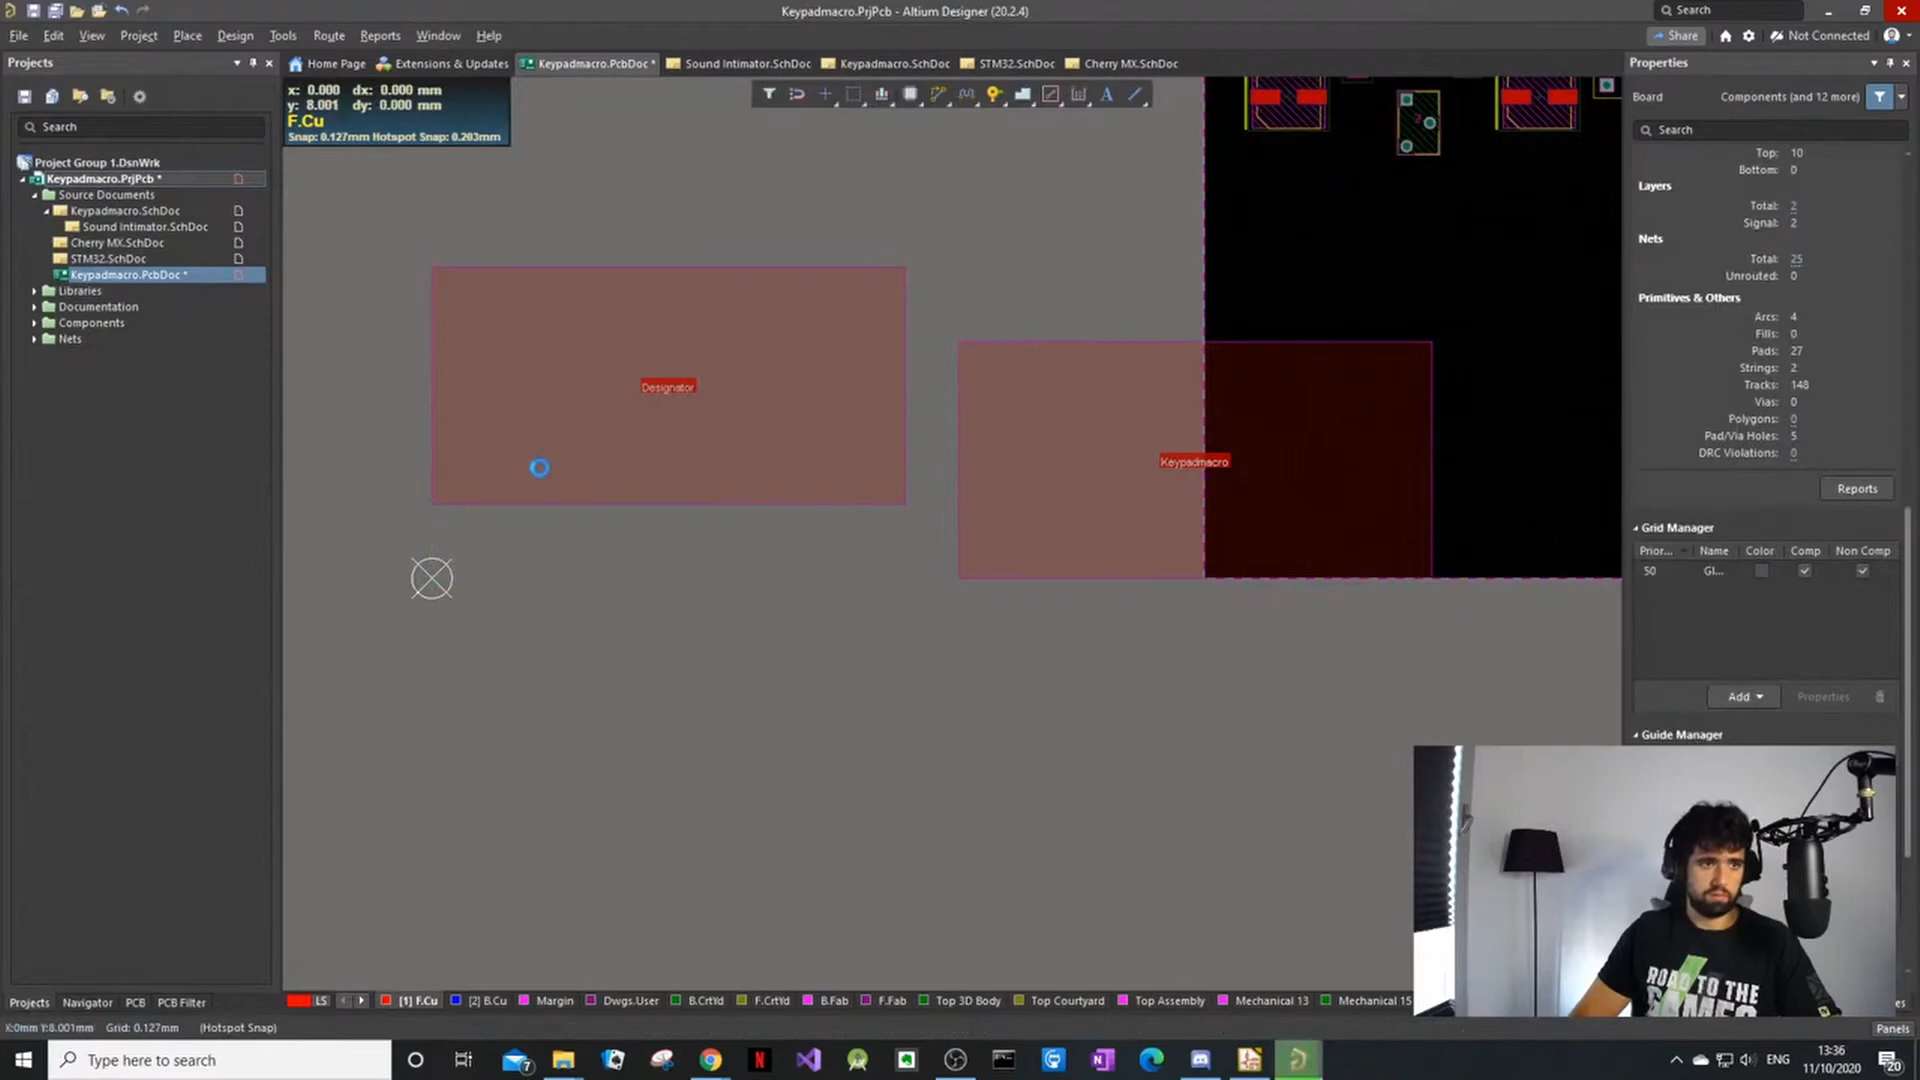 Keypadmacro.PrjPcb - Altium Designer (20.2.4)
Search
File Edit View Project Place Design Tools Route Reports Window Help
Share Not Connected
Projects
Home Page Extensions & Updates Keypadmacro.PcbDoc * Sound Intimator.SchDoc Keypadmacro.SchDoc STM32.SchDoc Cherry MX.SchDoc
Properties
x: 0.000 dx: 0.000 mm
y: 8.001 dy: 0.000 mm
F.Cu
Snap: 0.127mm Hotspot Snap: 0.203mm
Board Components (and 12 more)
Search
Search
Project Group 1.DsnWrk
Keypadmacro.PrjPcb *
Source Documents
Keypadmacro.SchDoc
Sound Intimator.SchDoc
Cherry MX.SchDoc
STM32.SchDoc
Keypadmacro.PcbDoc *
Libraries
Documentation
Components
Nets
Designator
Keypadmacro
Top: 10
Bottom: 0
Layers
Total: 2
Signal: 2
Nets
Total: 25
Unrouted: 0
Primitives & Others
Arcs: 4
Fills: 0
Pads: 27
Strings: 2
Tracks: 148
Vias: 0
Polygons: 0
Pad/Via Holes: 5
DRC Violations: 0
Reports
Grid Manager
Prior... Name Color Comp Non Comp
50 Gl...
Add Properties
Guide Manager
ROAD TO THE
GAMES
Projects Navigator PCB PCB Filter
LS [1] F.Cu [2] B.Cu Margin Dwgs.User B.CrtYd F.CrtYd B.Fab F.Fab Top 3D Body Top Courtyard Top Assembly Mechanical 13 Mechanical 15
X:0mm Y:8.001mm Grid: 0.127mm (Hotspot Snap)
Panels
Type here to search
7
ENG
13:36
11/10/2020
20